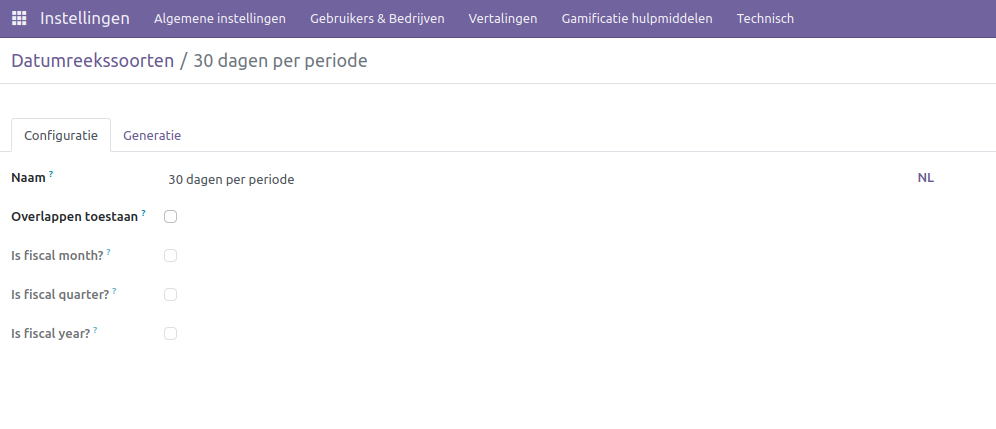 Instellingen Algemene instellingen Gebruikers & Bedrijven Vertalingen Gamificatie hulpmiddelen Technisch
Datumreekssoorten / 30 dagen per periode
Configuratie Generatie
Naam ? 30 dagen per periode NL
Overlappen toestaan ?
Is fiscal month? ?
Is fiscal quarter? ?
Is fiscal year? ?